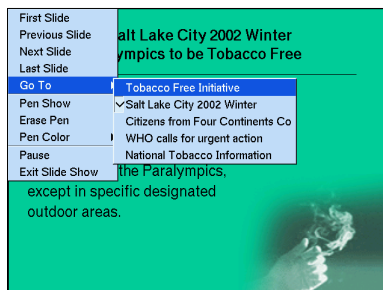 First Slide
Previous Slide
Next Slide
Last Slide
Go To
Pen Show
Erase Pen
Pen Color
Pause
Exit Slide Show
Tobacco Free Initiative
Salt Lake City 2002 Winter
Citizens from Four Continents Co
WHO calls for urgent action
National Tobacco Information
alt Lake City 2002 Winter
ympics to be Tobacco Free
the Paralympics,
except in specific designated
outdoor areas.